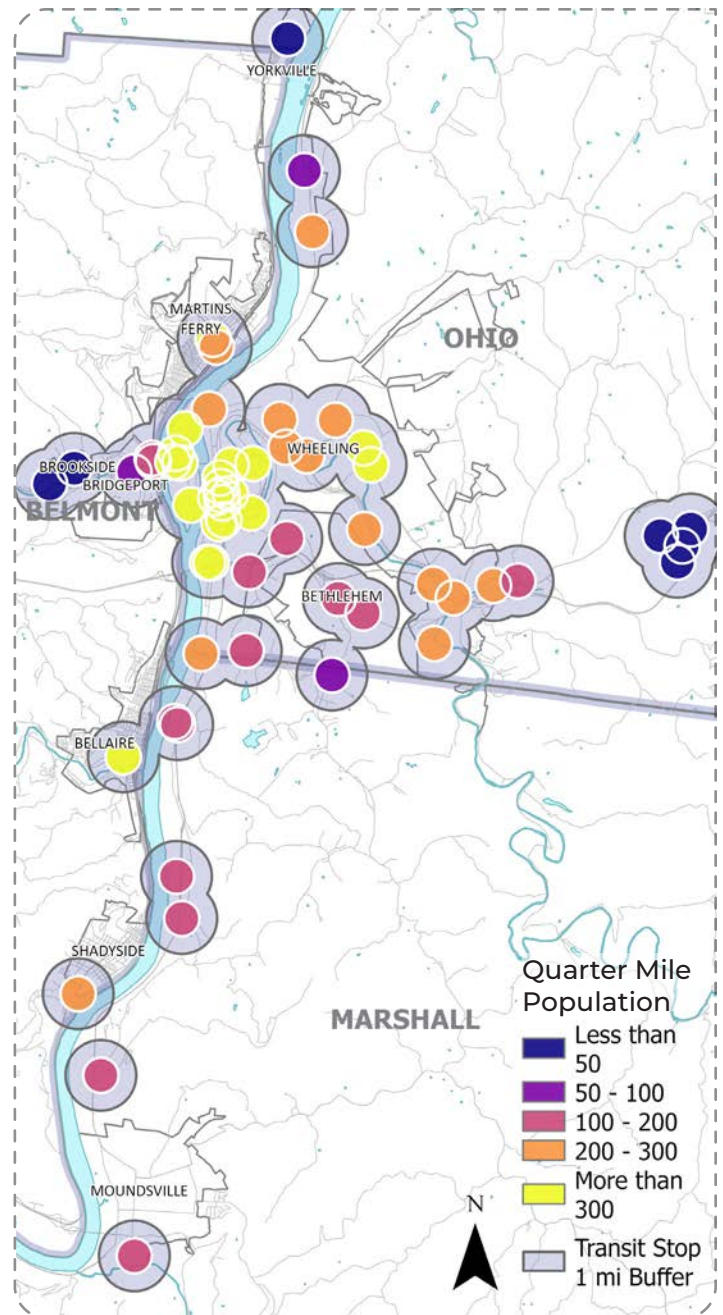 YORKVILLE
MARTINS
FERRY
OHIO
WHEELING
BROOKSIDE
BRIDGEPORT
BELMONT
BETHLEHEM
BELLAIRE
SHADYSIDE
MARSHALL
MOUNDSVILLE
N
Quarter Mile
Population
Less than
50
50 - 100
100 - 200
200 - 300
More than
300
Transit Stop
1 mi Buffer